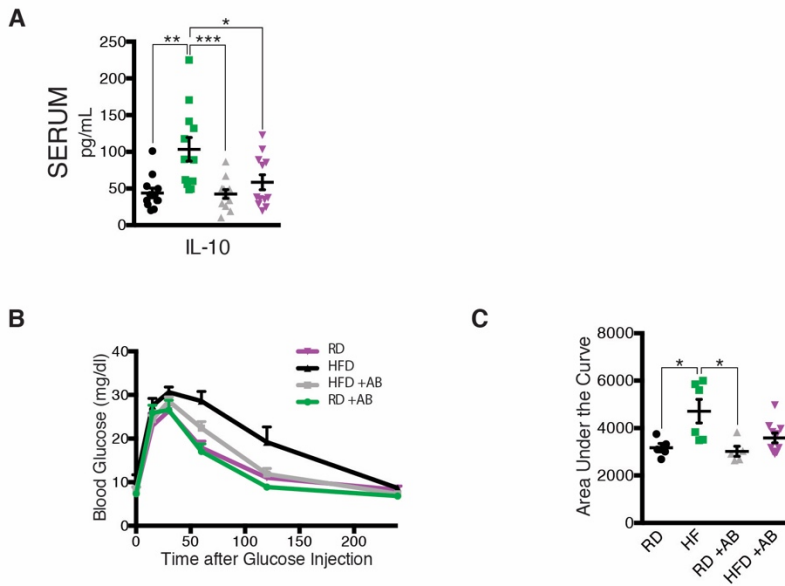 A
* 
** ***
250
200
150
100
50
0
SERUM
pg/mL
IL-10
B
40
30
20
10
0
Blood Glucose (mg/dl)
0 50 100 150 200
Time after Glucose Injection
RD
HFD
HFD +AB
RD +AB
C
8000
6000
4000
2000
0
Area Under the Curve
* *
RD HF RD +AB HFD +AB